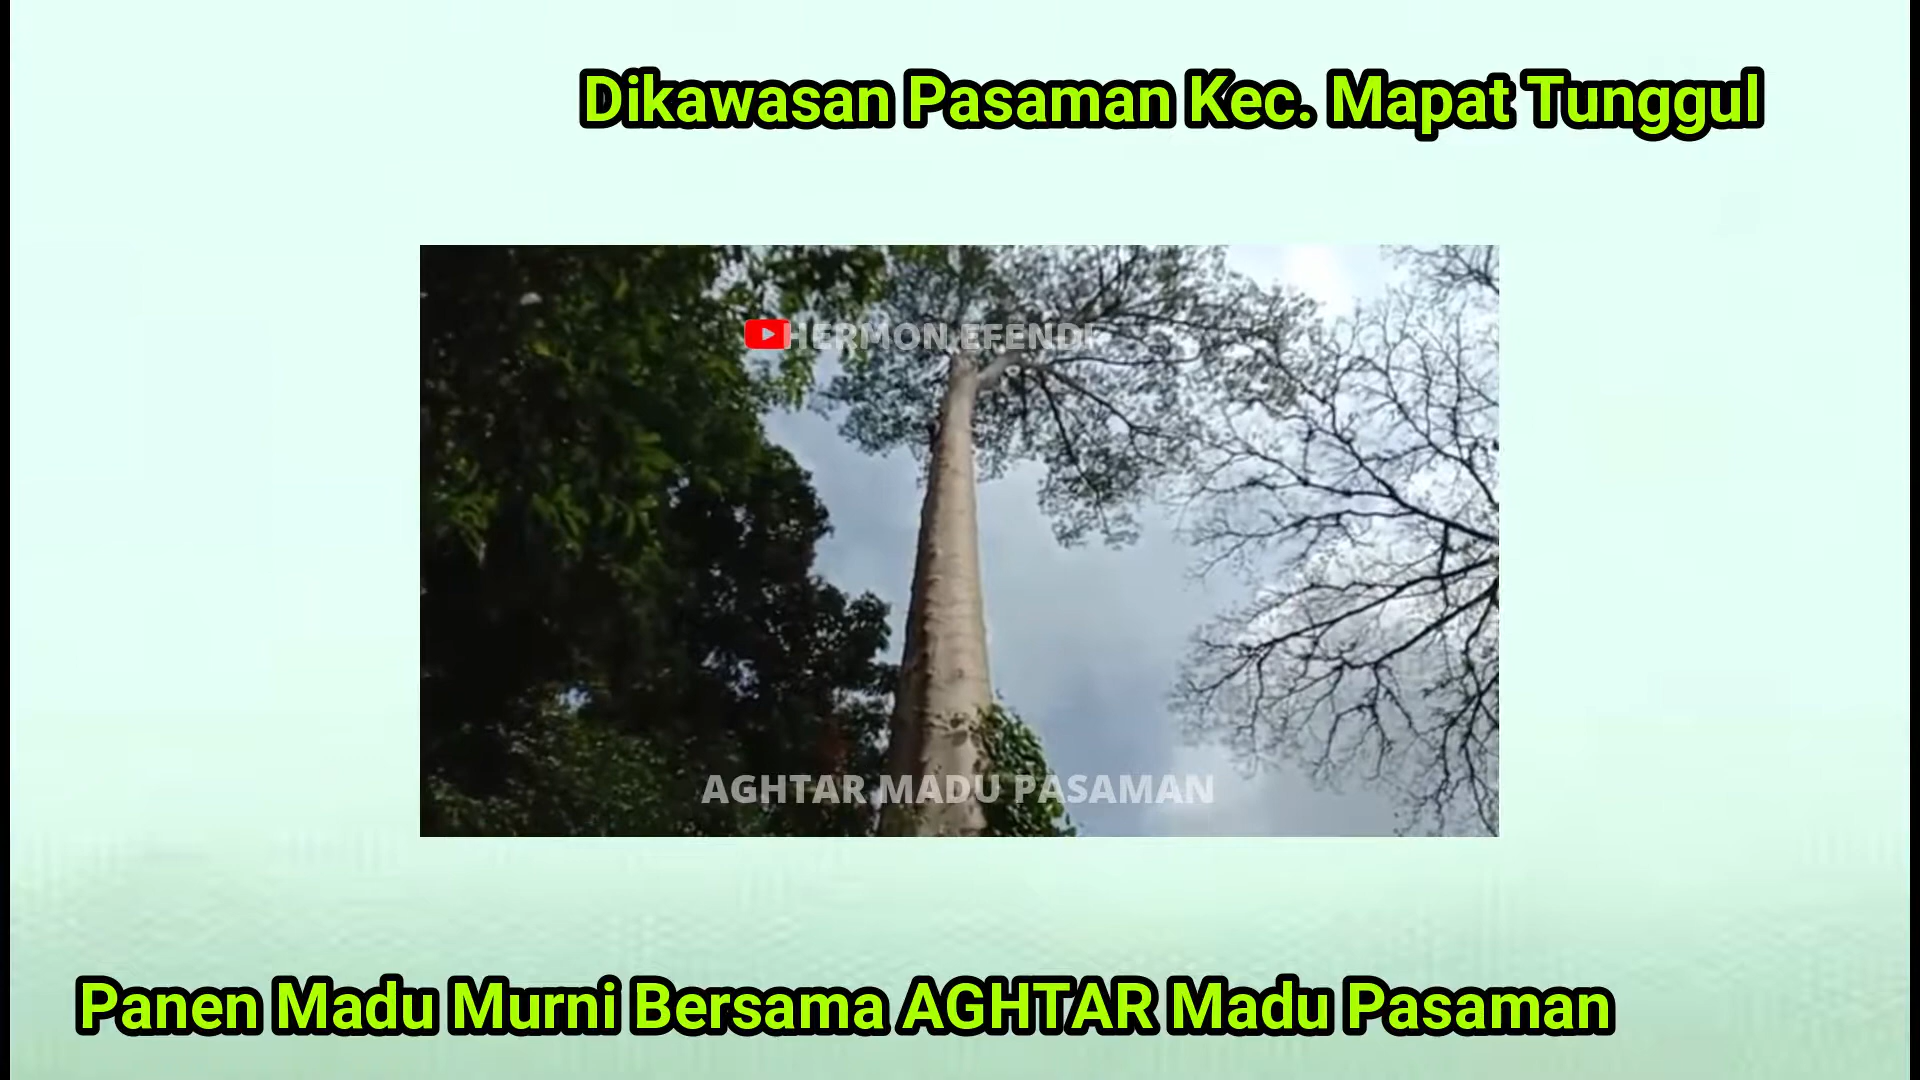 Dikawasan Pasaman Kec. Mapat Tunggul
HERMON EFENDI
AGHTAR MADU PASAMAN
Panen Madu Murni Bersama AGHTAR Madu Pasaman